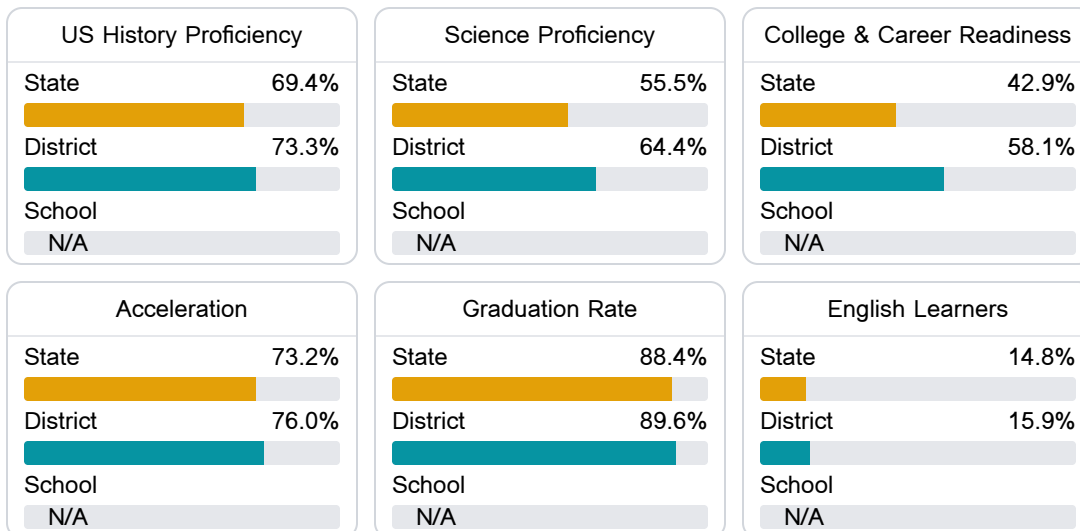 US History Proficiency
State 69.4%
District 73.3%
School
N/A
Science Proficiency
State 55.5%
District 64.4%
School
N/A
College & Career Readiness
State 42.9%
District 58.1%
School
N/A
Acceleration
State 73.2%
District 76.0%
School
N/A
Graduation Rate
State 88.4%
District 89.6%
School
N/A
English Learners
State 14.8%
District 15.9%
School
N/A